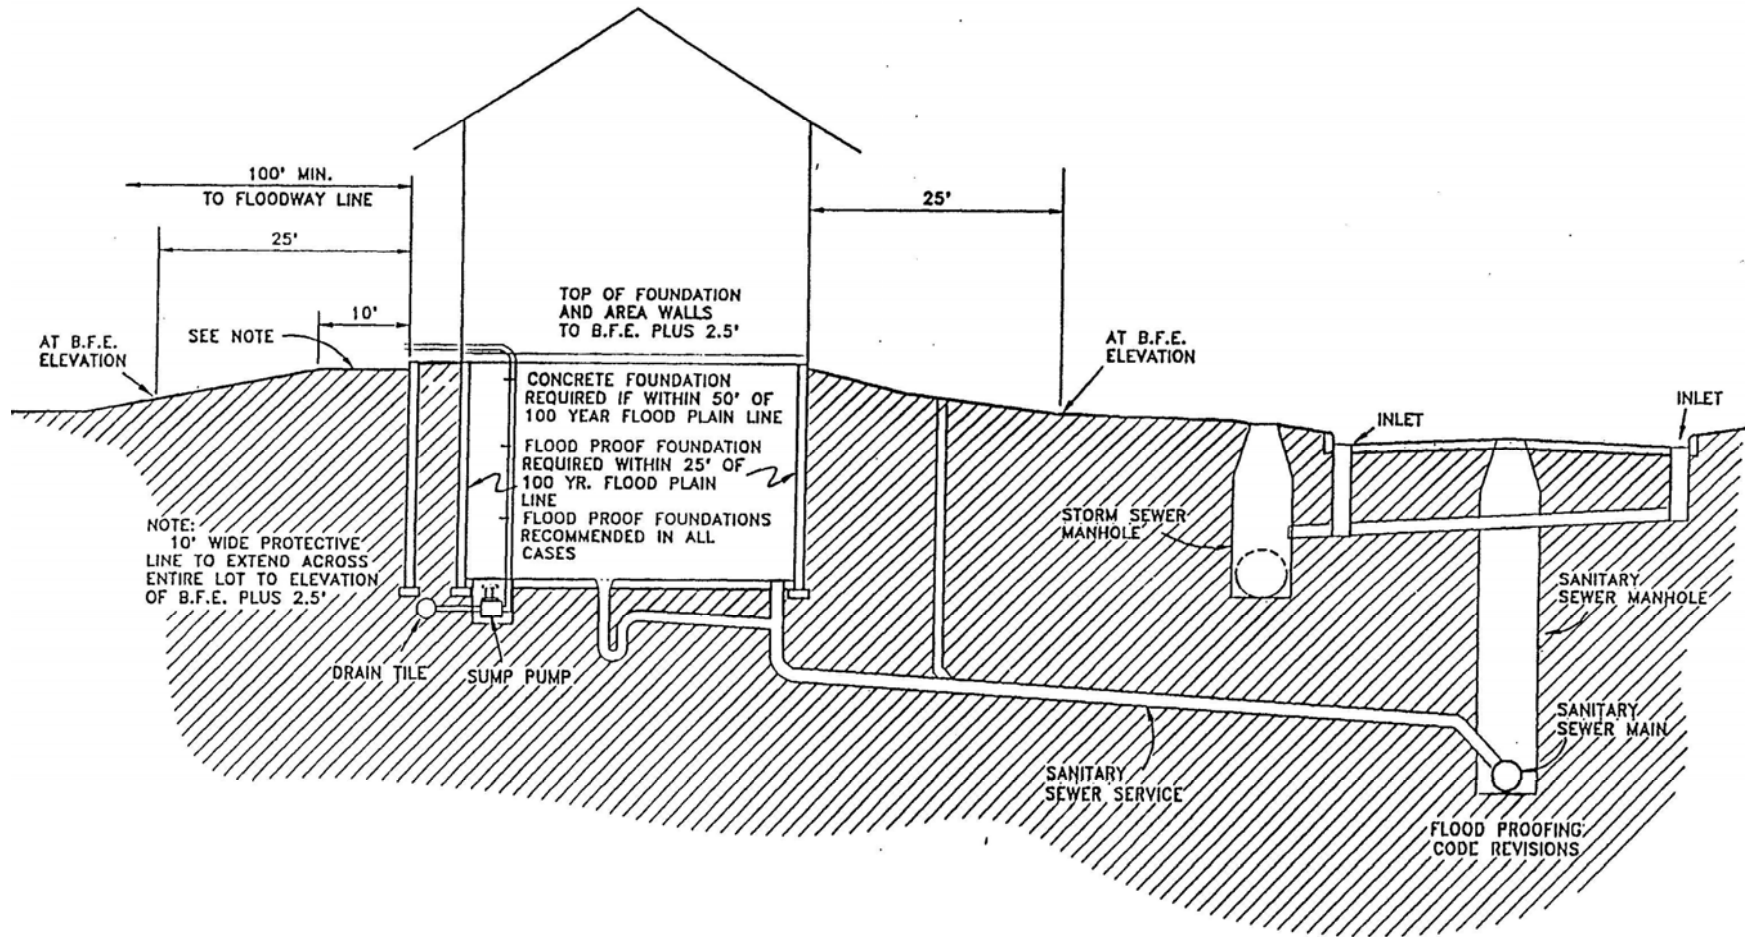 100' MIN.
TO FLOODWAY LINE
25'
25'
10'
SEE NOTE
AT B.F.E.
ELEVATION
TOP OF FOUNDATION
AND AREA WALLS
TO B.F.E. PLUS 2.5'
AT B.F.E.
ELEVATION
CONCRETE FOUNDATION
REQUIRED IF WITHIN 50' OF
100 YEAR FLOOD PLAIN LINE
FLOOD PROOF FOUNDATION
REQUIRED WITHIN 25' OF
100 YR. FLOOD PLAIN
LINE
FLOOD PROOF FOUNDATIONS
RECOMMENDED IN ALL
CASES
INLET
INLET
NOTE:
10' WIDE PROTECTIVE
LINE TO EXTEND ACROSS
ENTIRE LOT TO ELEVATION
OF B.F.E. PLUS 2.5'
STORM SEWER
MANHOLE
SANITARY
SEWER MANHOLE
DRAIN TILE
SUMP PUMP
SANITARY
SEWER MAIN
SANITARY
SEWER SERVICE
FLOOD PROOFING
CODE REVISIONS